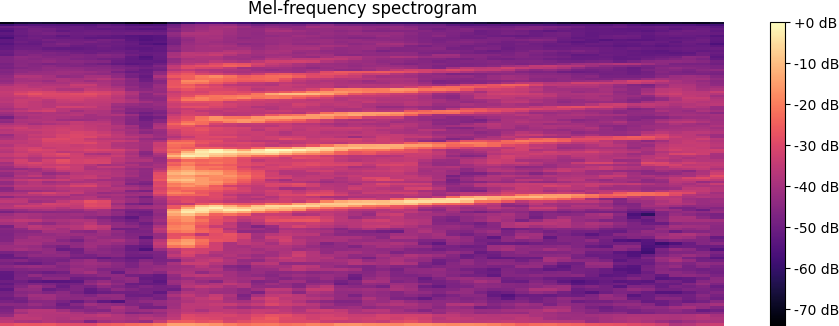 Mel-frequency spectrogram
+0 dB
-10 dB
-20 dB
-30 dB
-40 dB
-50 dB
-60 dB
-70 dB